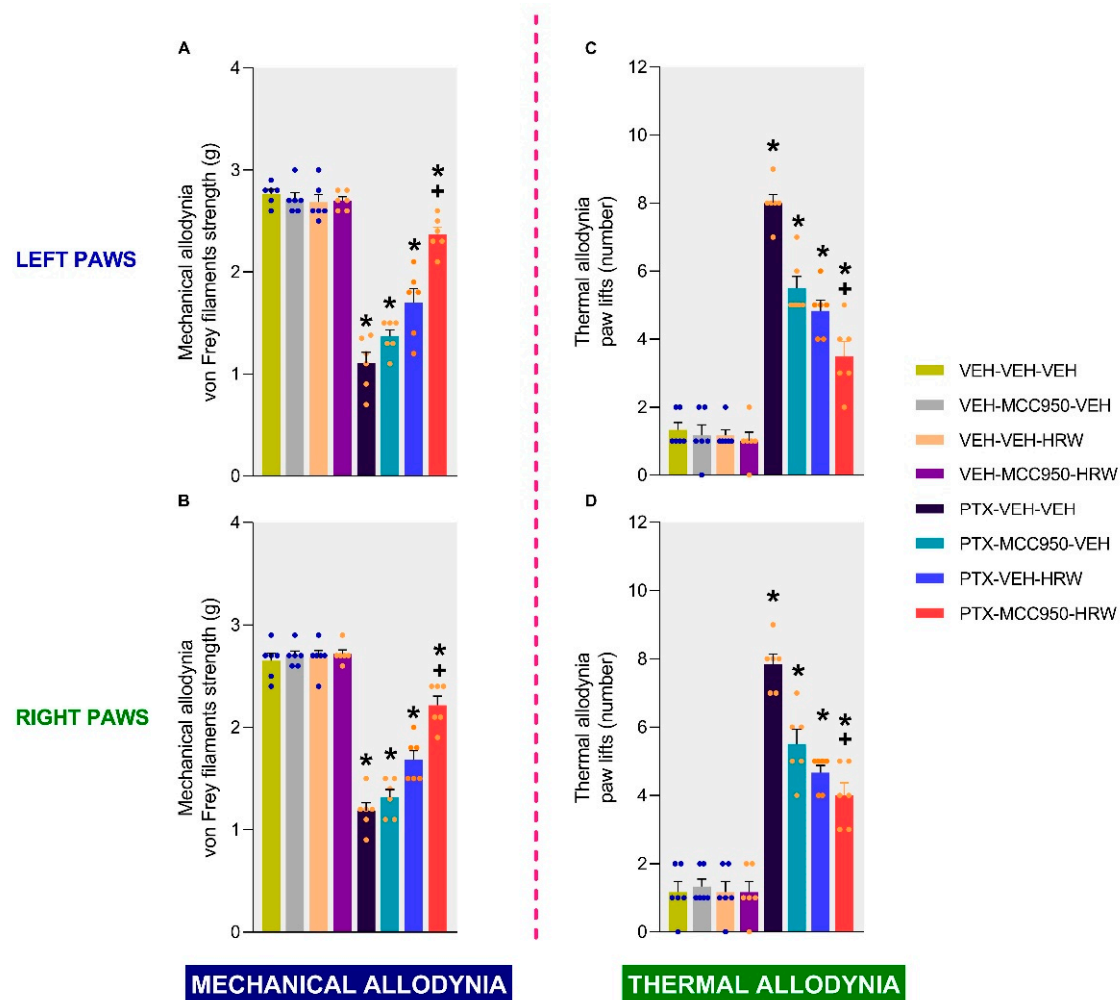 A
4
3
2
1
0
Mechanical allodynia
von Frey filaments strength (g)
*
*
*
*
+
LEFT PAWS
C
12
10
8
6
4
2
0
Thermal allodynia
paw lifts (number)
*
*
*
*
+
B
4
3
2
1
0
Mechanical allodynia
von Frey filaments strength (g)
*
*
*
*
+
RIGHT PAWS
D
12
10
8
6
4
2
0
Thermal allodynia
paw lifts (number)
*
*
*
*
+
VEH-VEH-VEH
VEH-MCC950-VEH
VEH-VEH-HRW
VEH-MCC950-HRW
PTX-VEH-VEH
PTX-MCC950-VEH
PTX-VEH-HRW
PTX-MCC950-HRW
MECHANICAL ALLODYNIA
THERMAL ALLODYNIA